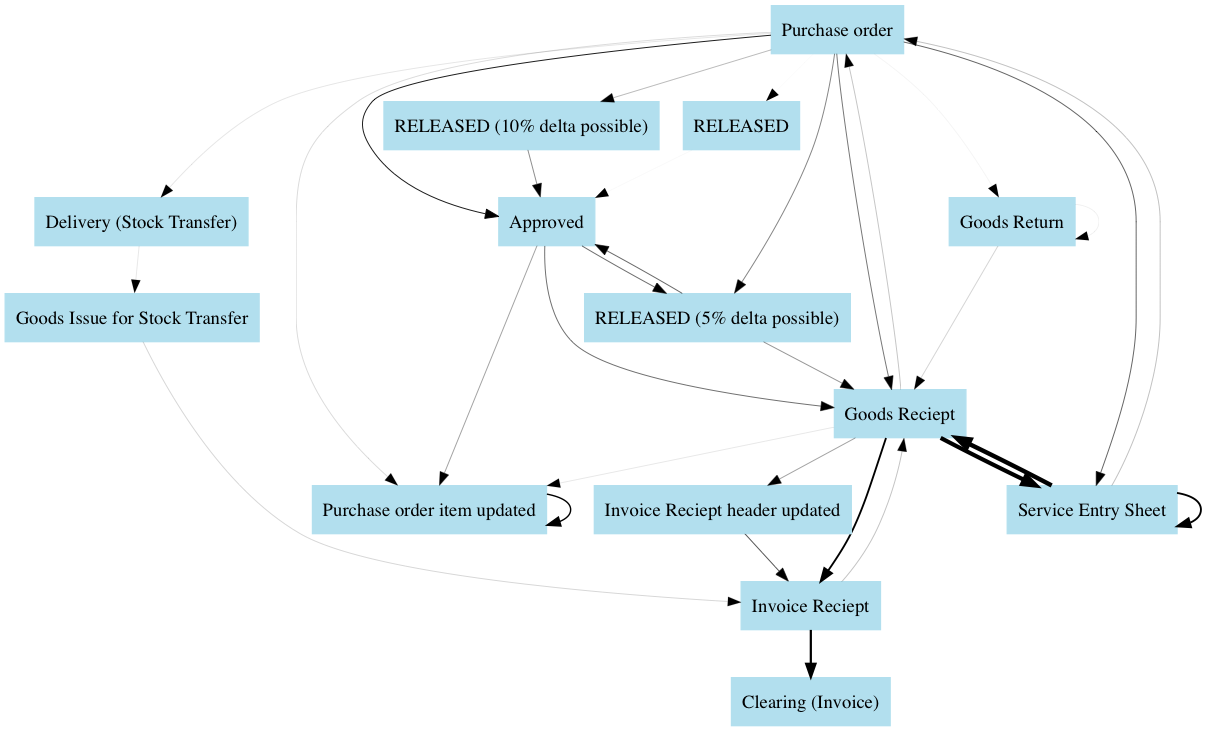 Purchase order
RELEASED (10% delta possible)
RELEASED
Delivery (Stock Transfer)
Approved
Goods Return
Goods Issue for Stock Transfer
RELEASED (5% delta possible)
Goods Reciept
Purchase order item updated
Invoice Reciept header updated
Service Entry Sheet
Invoice Reciept
Clearing (Invoice)